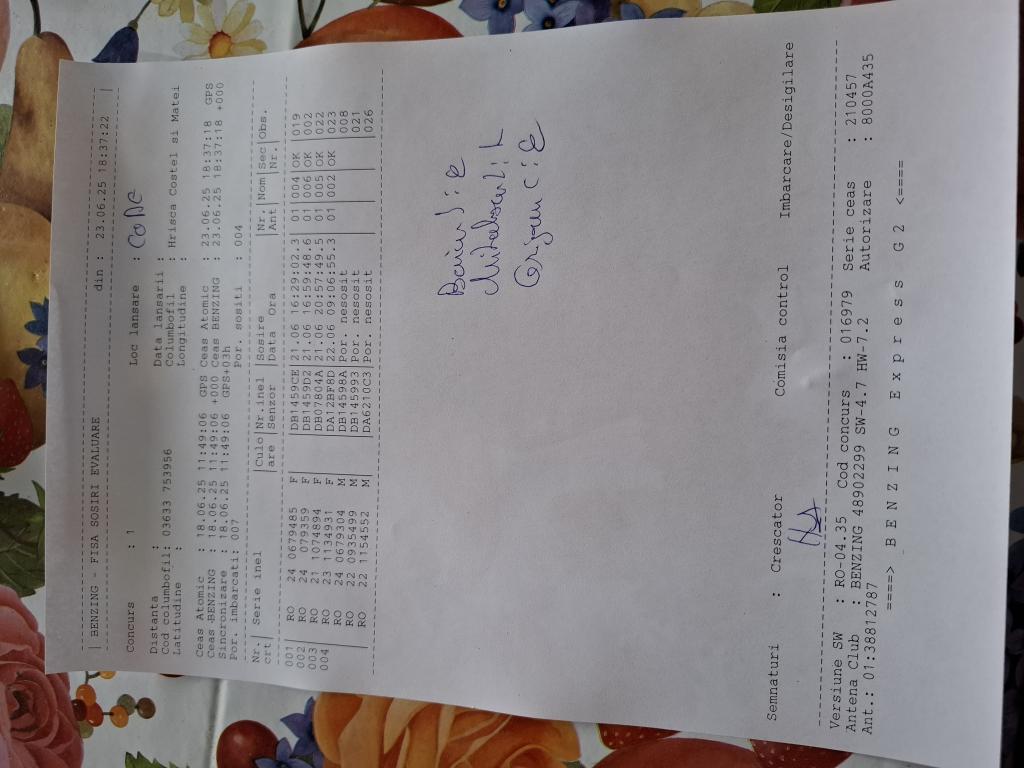 | BENZING - FISA SOSIRI EVALUARE din : 23.06.25 18:37:22 |
Concurs : 1 Loc lansare :
Distanta : Data lansarii :
Cod columbofil: 03633 753956 Columbofil : Hrisca Costel si Matei
Latitudine : Longitudine :
Ceas Atomic : 18.06.25 11:49:06 GPS Ceas Atomic : 23.06.25 18:37:18 GPS
Ceas BENZING : 18.06.25 11:49:06 +000 Ceas BENZING : 23.06.25 18:37:18 +000
Sincronizare : 18.06.25 11:49:06 GPS+03h
Por. imbarcati: 007 Por. sositi : 004
Nr.| Serie inel |Culo|Nr.inel |Sosire |Nr.|Nom|Sec|Obs.
crt| |are |Senzor |Data Ora |Ant| |Nr.|
001| RO 24 0679485 F |DB1459CE|21.06 16:29:02.3|01|004|OK |019
002| RO 24 079359 F |DB1459D2|21.06 16:59:48.6|01|006|OK |002
003| RO 21 1074894 F |DB07804A|21.06 20:57:49.5|01|005|OK |022
004| RO 23 1134931 F |DA12BF8D|22.06 09:06:55.3|01|002|OK |023
RO 24 0679304 M |DB14598A|Por. nesosit |008
RO 22 0935499 M |DB145993|Por. nesosit |021
RO 22 1154552 M |DA6210C3|Por. nesosit |026
Semnaturi : Crescator Comisia control Imbarcare/Desigilare
Versiune SW : RO-04.35 Cod concurs : 016979 Serie ceas : 210457
Antena Club : BENZING 48902299 SW-4.7 HW-7.2 Autorizare : 8000A435
Ant.: 01:38812787
====> B E N Z I N G E x p r e s s G 2 <====